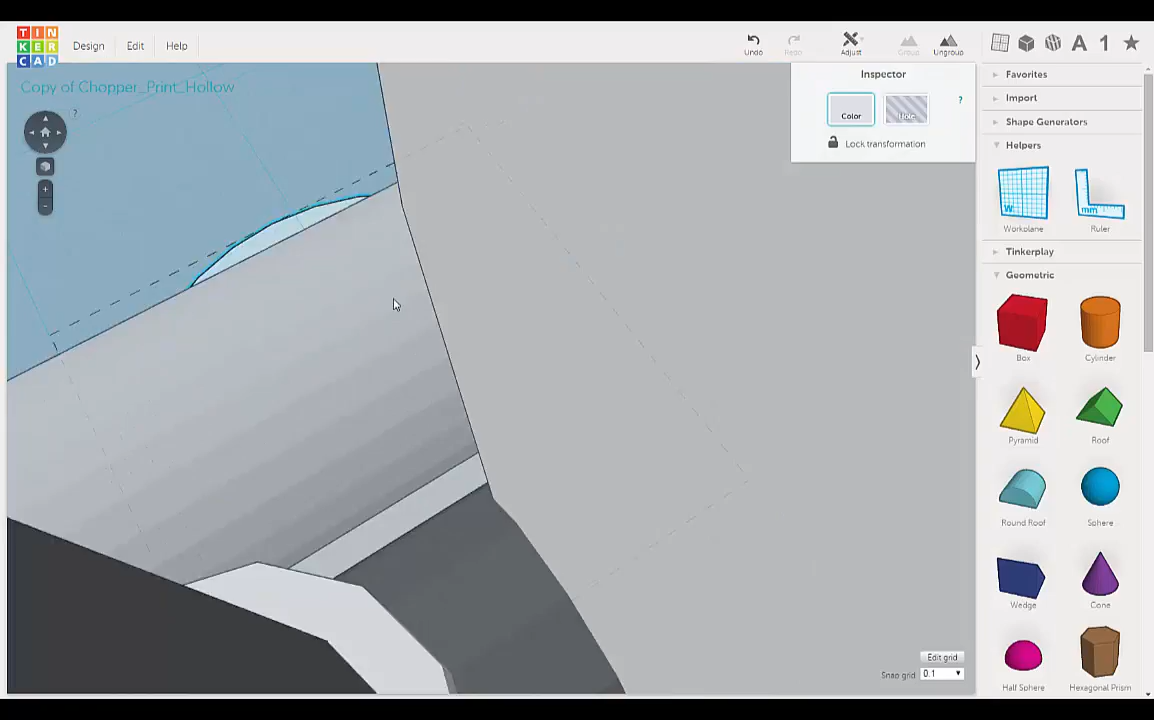 TIN
KER
CAD
Design
Edit
Help
Undo
Redo
Adjust
Group
Ungroup
Copy of Chopper_Print_Hollow
?
Inspector
Color
Hole
?
Lock transformation
Favorites
Import
Shape Generators
Helpers
Workplane
Ruler
Tinkerplay
Geometric
Box
Cylinder
Pyramid
Roof
Round Roof
Sphere
Wedge
Cone
Half Sphere
Hexagonal Prism
Edit grid
Snap grid 0.1